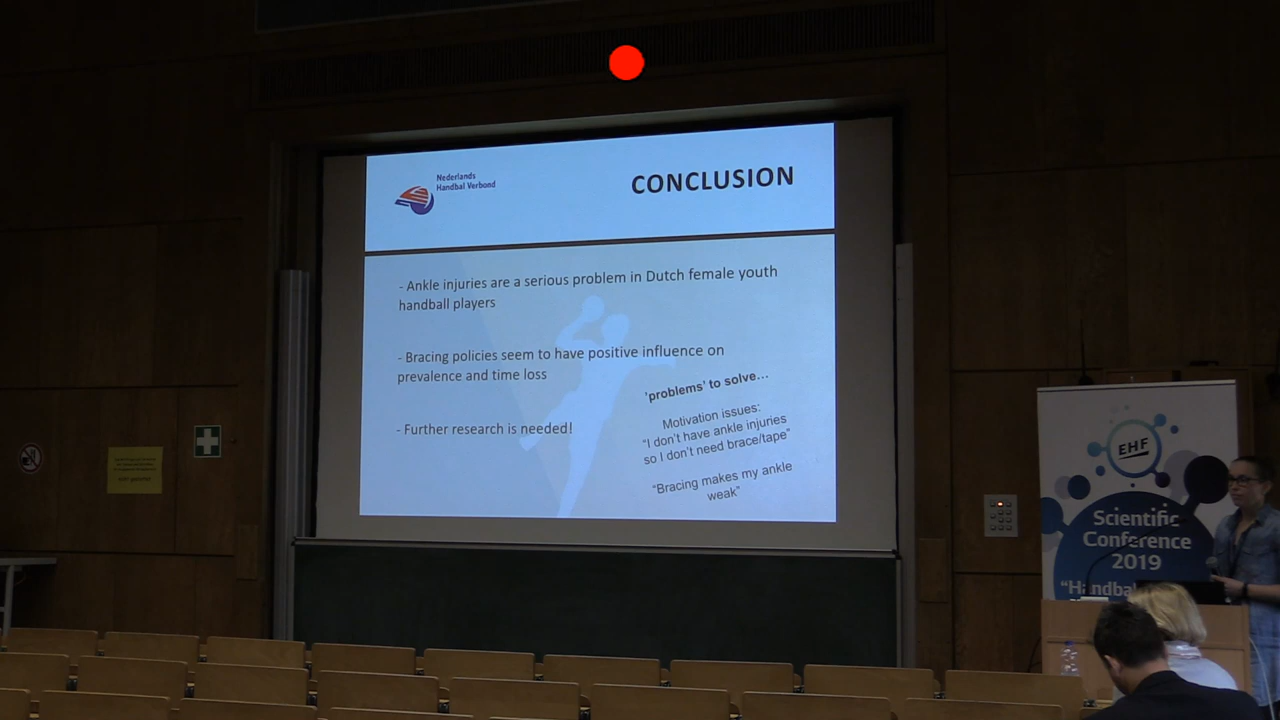 Nederlands
Handbal Verbond
CONCLUSION
- Ankle injuries are a serious problem in Dutch female youth
handball players
- Bracing policies seem to have positive influence on
prevalence and time loss
- Further research is needed!
'problems' to solve...
Motivation issues:
"I don't have ankle injuries
so I don't need brace/tape"
"Bracing makes my ankle
weak"
EHF
Scientific
Conference
2019